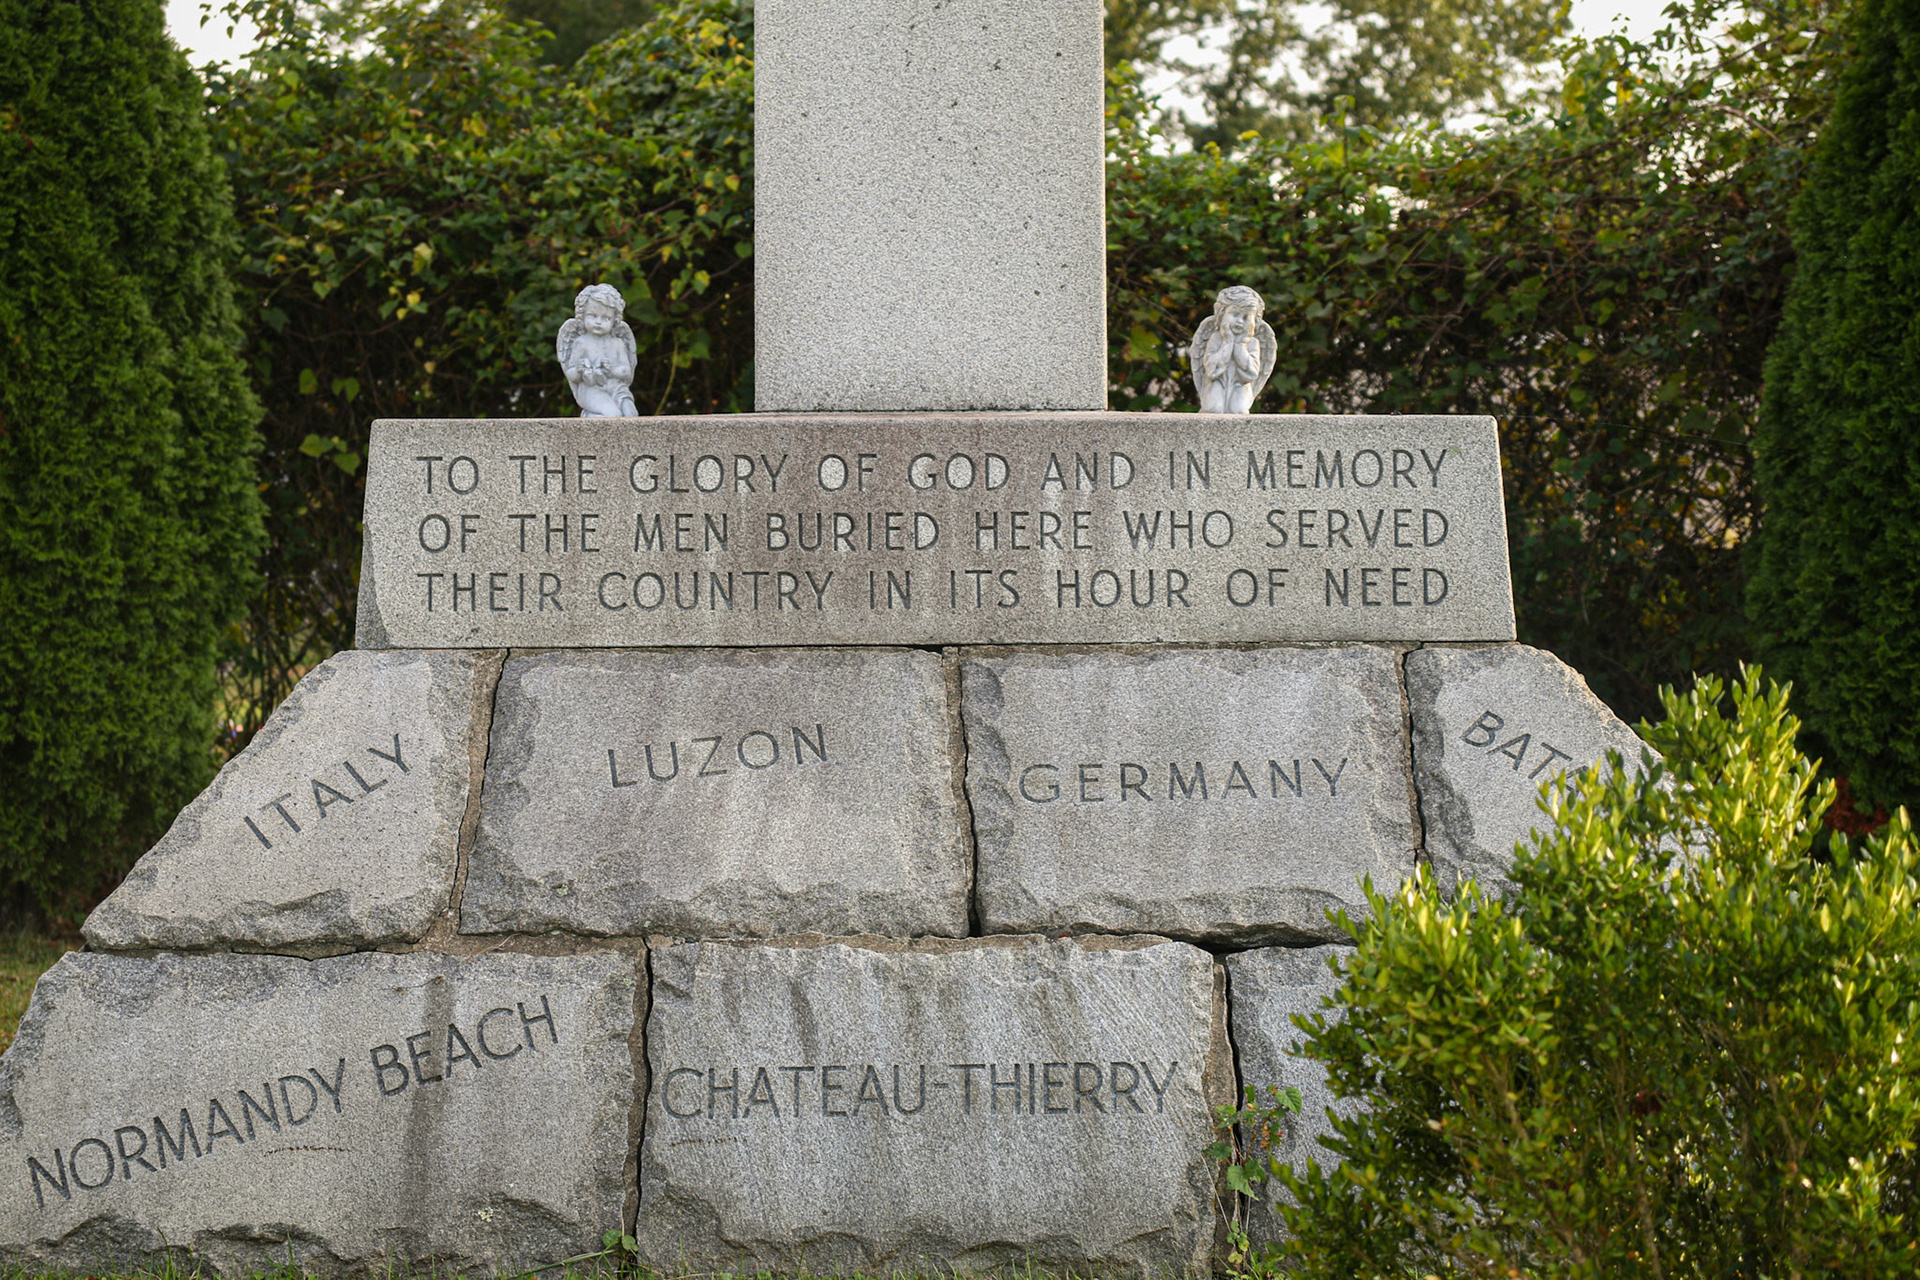 TO THE GLORY OF GOD AND IN MEMORY
OF THE MEN BURIED HERE WHO SERVED
THEIR COUNTRY IN ITS HOUR OF NEED
ITALY
LUZON
GERMANY
NORMANDY BEACH
CHATEAU-THIERRY